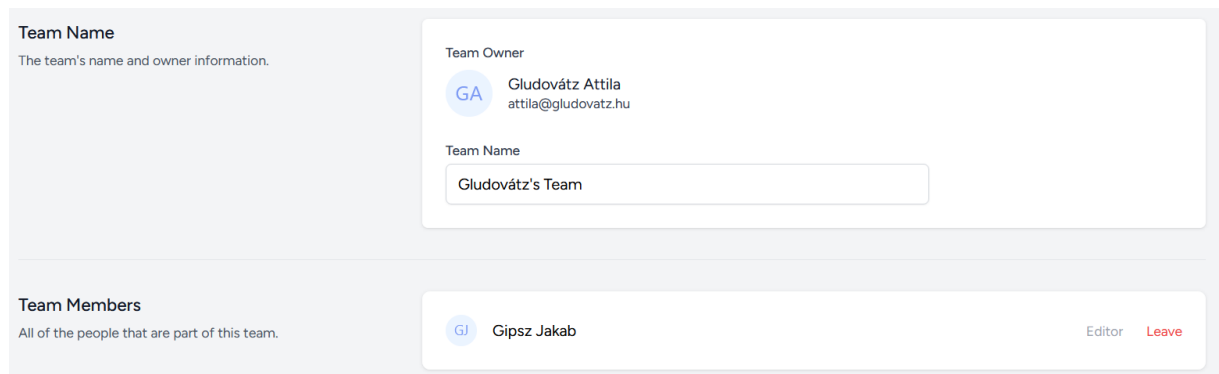 Team Name
The team's name and owner information.
Team Owner
GA
Gludovátz Attila
attila@gludovatz.hu
Team Name
Gludovátz's Team
Team Members
All of the people that are part of this team.
GJ Gipsz Jakab Editor Leave